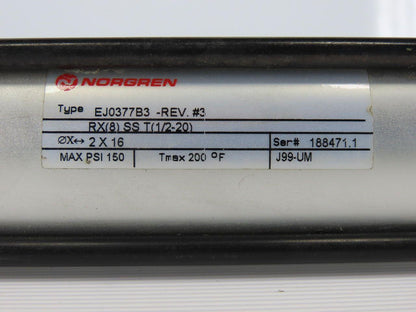 NORGREN
Type EJ0377B3 -REV. #3
RX(8) SS T(1/2-20)
ØX↔ 2 X 16 Ser# 188471.1
MAX PSI 150 Tmax 200 °F J99-UM